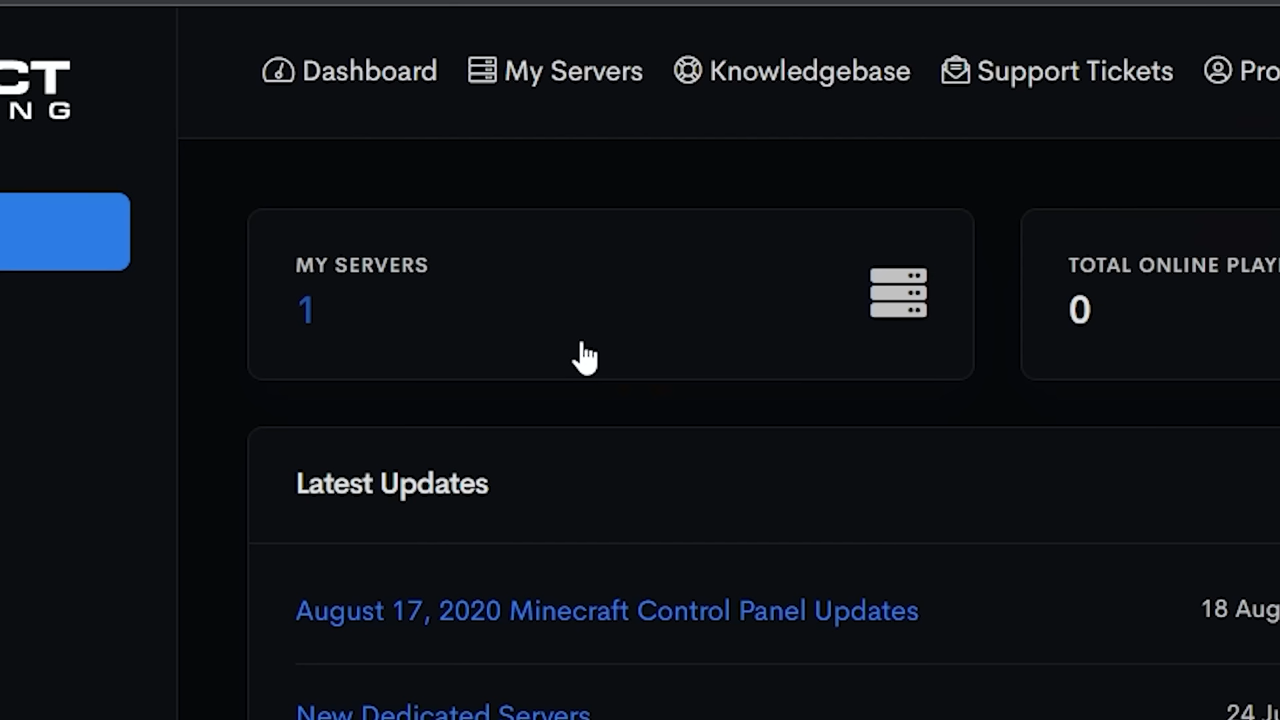 CT
NG
Dashboard My Servers Knowledgebase Support Tickets Pro
MY SERVERS
1
TOTAL ONLINE PLAY
0
Latest Updates
August 17, 2020 Minecraft Control Panel Updates 18 Aug
New Dedicated Servers 24 Ju